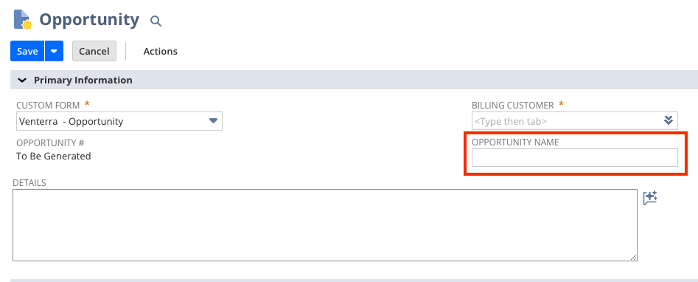 Opportunity
Save Cancel Actions
Primary Information
CUSTOM FORM * BILLING CUSTOMER *
Venterra - Opportunity <Type then tab>
OPPORTUNITY # OPPORTUNITY NAME
To Be Generated
DETAILS